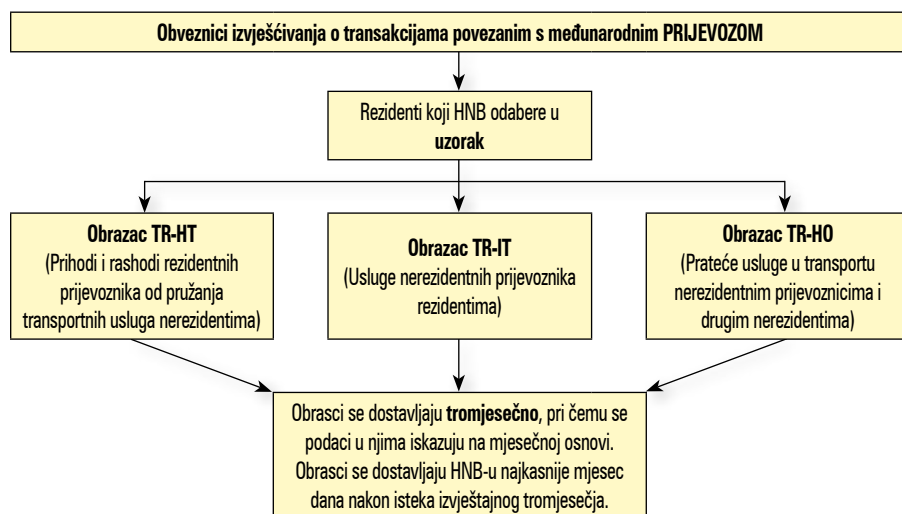 Obveznici izvješćivanja o transakcijama povezanim s međunarodnim PRIJEVOZOM
Rezidenti koji HNB odabere u
uzorak
Obrazac TR-HT
(Prihodi i rashodi rezidentnih
prijevoznika od pružanja
transportnih usluga nerezidentima)
Obrazac TR-IT
(Usluge nerezidentnih prijevoznika
rezidentima)
Obrazac TR-HO
(Prateće usluge u transportu
nerezidentnim prijevoznicima i
drugim nerezidentima)
Obrasci se dostavljaju tromjesečno, pri čemu se
podaci u njima iskazuju na mjesečnoj osnovi.
Obrasci se dostavljaju HNB-u najkasnije mjesec
dana nakon isteka izvještajnog tromjesečja.